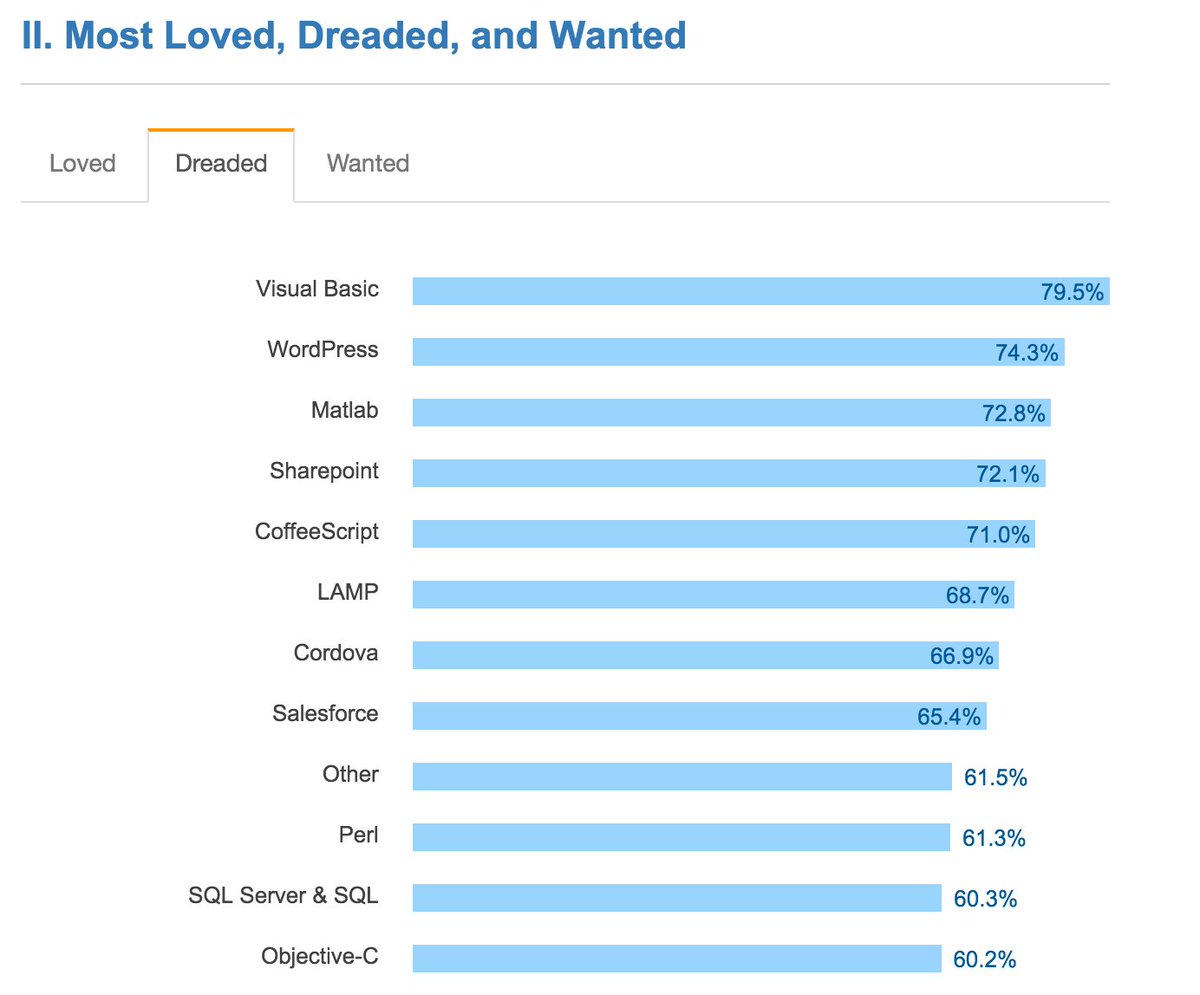 II. Most Loved, Dreaded, and Wanted
Loved Dreaded Wanted
Visual Basic 79.5%
WordPress 74.3%
Matlab 72.8%
Sharepoint 72.1%
CoffeeScript 71.0%
LAMP 68.7%
Cordova 66.9%
Salesforce 65.4%
Other 61.5%
Perl 61.3%
SQL Server & SQL 60.3%
Objective-C 60.2%